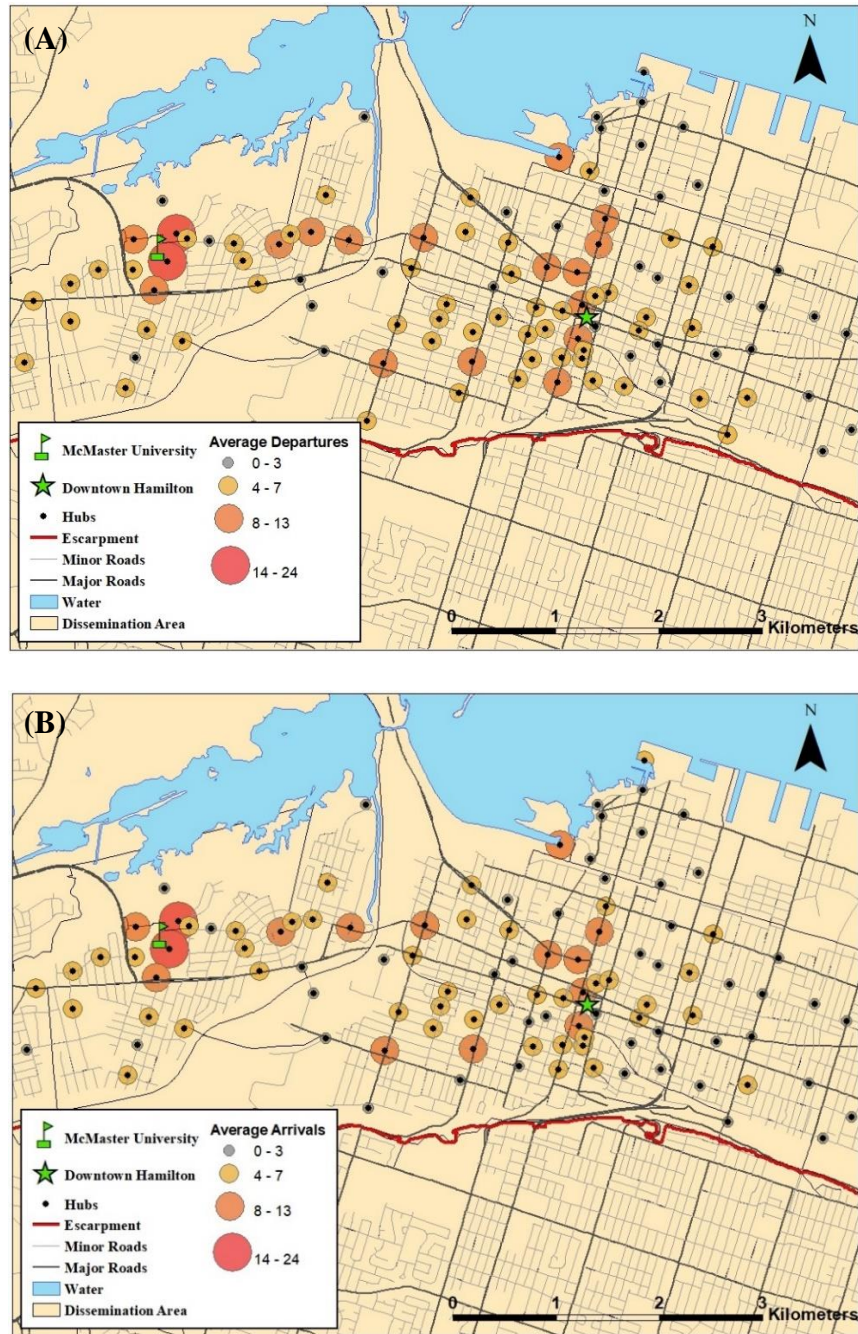 (A)
N
McMaster University
Downtown Hamilton
Hubs
Escarpment
Minor Roads
Major Roads
Water
Dissemination Area
Average Departures
0 - 3
4 - 7
8 - 13
14 - 24
0 1 2 3
Kilometers
(B)
N
McMaster University
Downtown Hamilton
Hubs
Escarpment
Minor Roads
Major Roads
Water
Dissemination Area
Average Arrivals
0 - 3
4 - 7
8 - 13
14 - 24
0 1 2 3
Kilometers